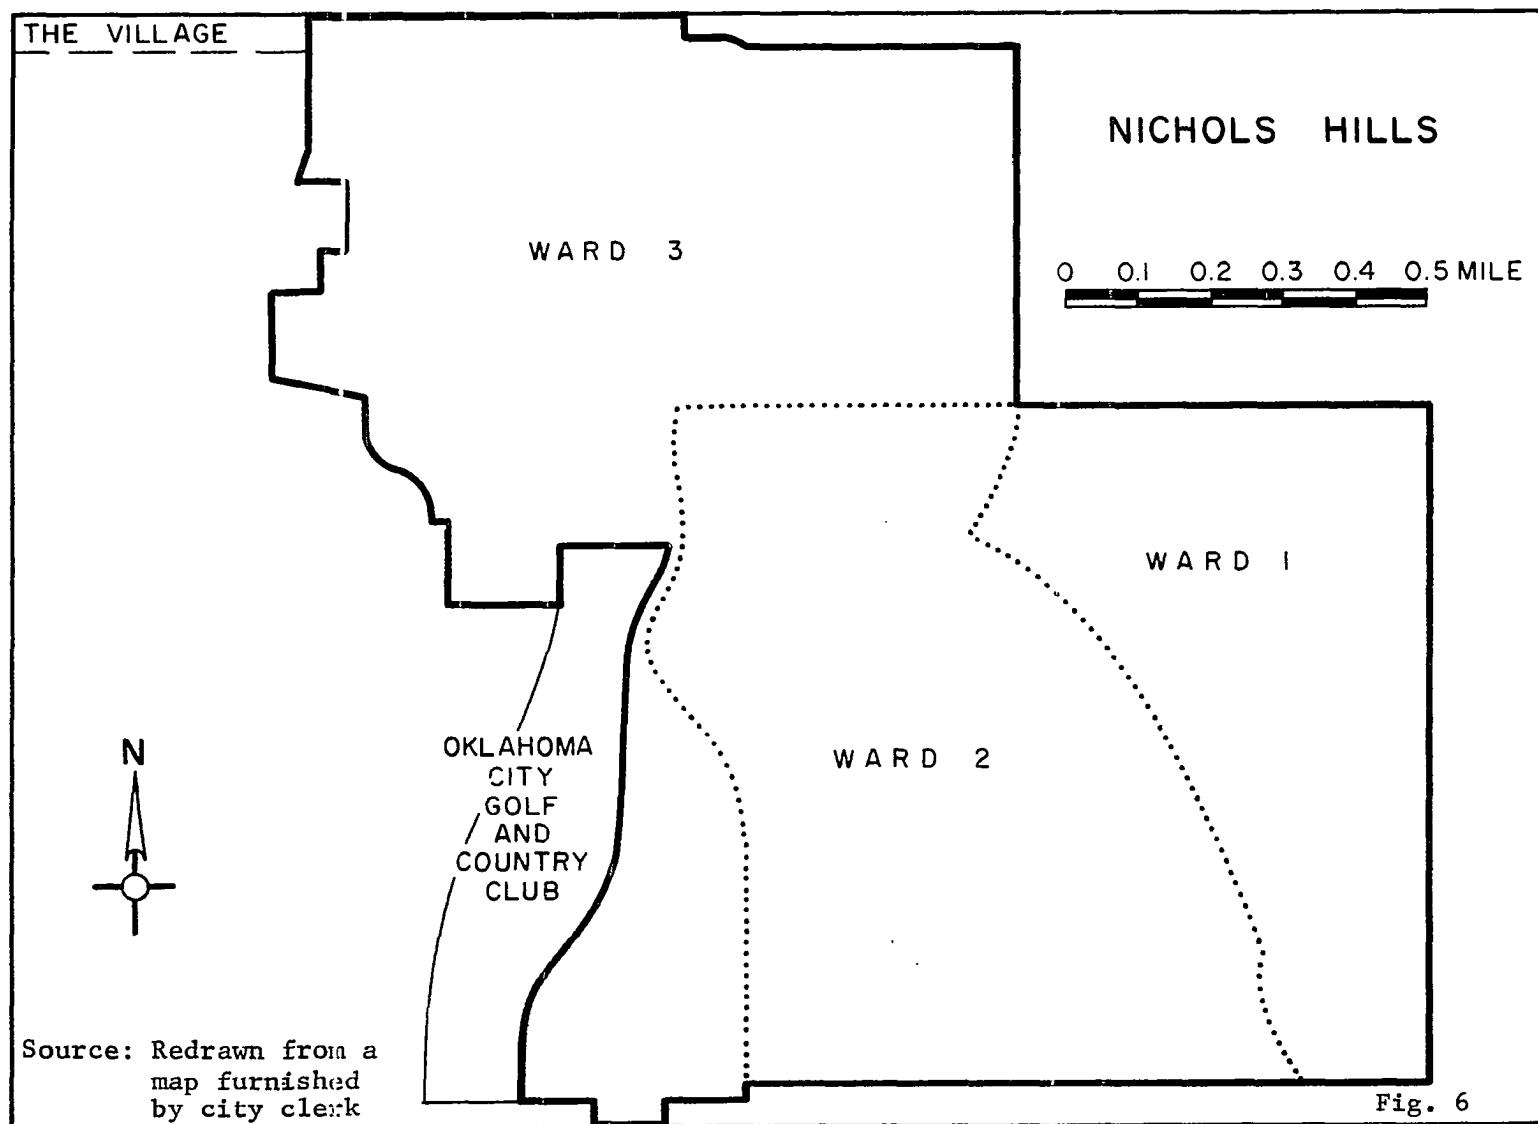 THE VILLAGE
NICHOLS HILLS
WARD 3
0 0.1 0.2 0.3 0.4 0.5 MILE
WARD 1
WARD 2
OKLAHOMA
CITY
GOLF
AND
COUNTRY
CLUB
N
Source: Redrawn from a
map furnished
by city clerk
Fig. 6